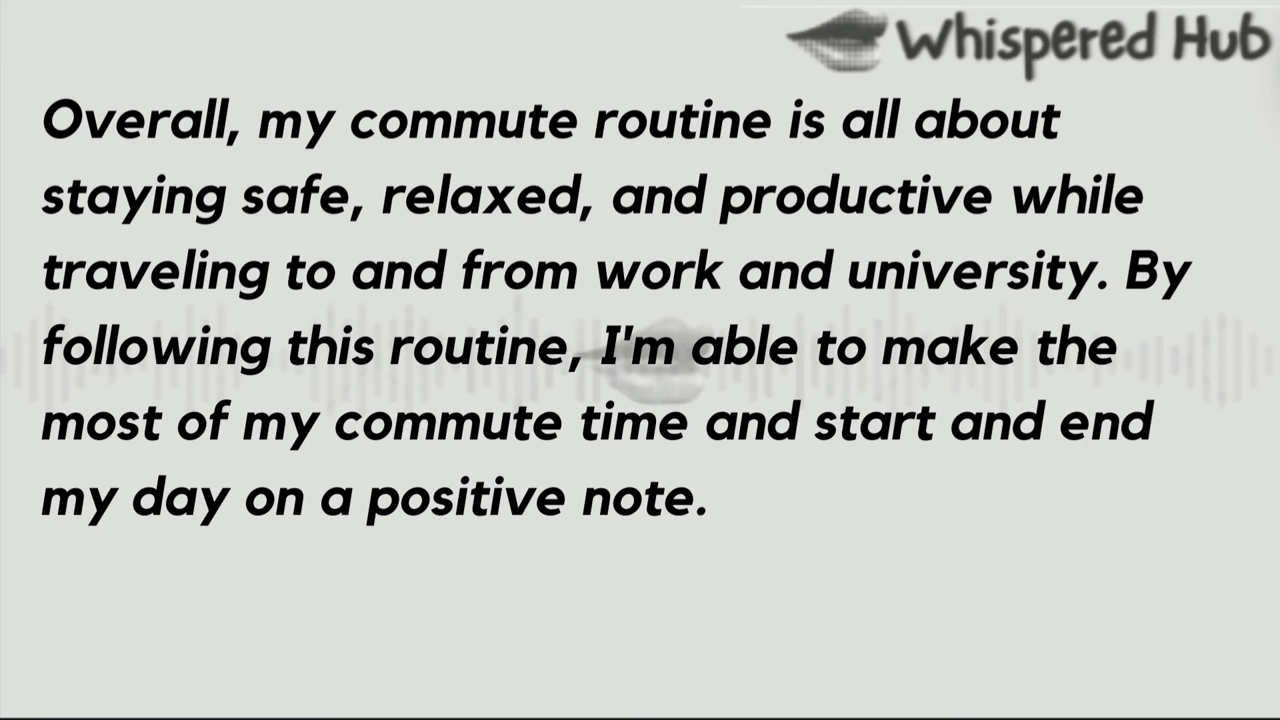 Whispered Hub
Overall, my commute routine is all about
staying safe, relaxed, and productive while
traveling to and from work and university. By
following this routine, I'm able to make the
most of my commute time and start and end
my day on a positive note.